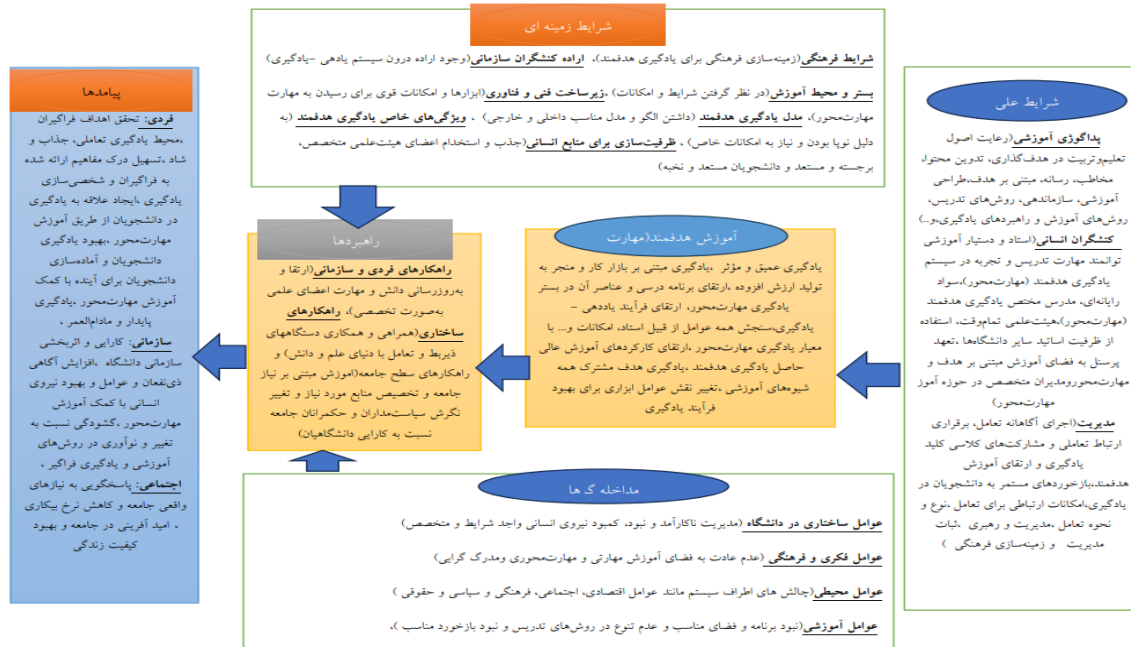 شرایط زمینه ای
شرایط فرهنگی(زمینه‌سازی فرهنگی برای یادگیری هدفمند)، اراده کنشگران سازمانی(وجود اراده درون سیستم یادهی –یادگیری)
بستر و محیط آموزش(در نظر گرفتن شرایط و امکانات) ،زیرساخت فنی و فناوری(ابزارها و امکانات قوی برای رسیدن به مهارت
مهارت‌محور)، مدل یادگیری هدفمند (داشتن الگو و مدل مناسب داخلی و خارجی) ، ویژگی‌های خاص یادگیری هدفمند (به
دلیل نوپا بودن و نیاز به امکانات خاص) ، ظرفیت‌سازی برای منابع انسانی(جذب و استخدام اعضای هیئت‌علمی متخصص،
برجسته و مستعد و دانشجویان مستعد و نخبه)
شرایط علی
پداگوژی آموزشی(رعایت اصول
تعلیم‌وتربیت در هدف‌گذاری، تدوین محتوا،
مخاطب، رسانه، مبتنی بر هدف،طراحی
آموزشی، سازماندهی، روش‌های تدریس،
روش‌های آموزش و راهبردهای یادگیری،و..)
کنشگران انسانی(استاد و دستیار آموزشی
توانمند مهارت تدریس و تجربه در سیستم
یادگیری هدفمند (مهارت‌محور)،سواد
رایانه‌ای، مدرس مختص یادگیری هدفمند
(مهارت‌محور)،هیئت‌علمی تمام‌وقت، استفاده
از ظرفیت اساتید سایر دانشگاه‌ها، تعهد
پرسنل به فضای آموزش مبتنی بر هدف و
مهارت‌محورومدیران متخصص در حوزه آموز
مهارت‌محور)
مدیریت(اجرای آگاهانه تعامل، برقراری
ارتباط تعاملی و مشارکت‌های کلاسی کلید
یادگیری و ارتقای آموزش
هدفمند،بازخوردهای مستمر به دانشجویان در
یادگیری،امکانات ارتباطی برای تعامل ،نوع و
نحوه تعامل ،مدیریت و رهبری ،ثبات
مدیریت و زمینه‌سازی فرهنگی )
آموزش هدفمند(مهارت
یادگیری عمیق و مؤثر ،یادگیری مبتنی بر بازار کار و منجر به
تولید ارزش افزوده ،ارتقای برنامه درسی و عناصر آن در بستر
یادگیری مهارت‌محور، ارتقای فرآیند یاددهی –
یادگیری،سنجش همه عوامل از قبیل استاد، امکانات و… با
معیار یادگیری مهارت‌محور ،ارتقای کارکردهای آموزش عالی
حاصل یادگیری هدفمند ،یادگیری هدف مشترک همه
شیوه‌های آموزشی ،تغییر نقش عوامل ابزاری برای بهبود
فرآیند یادگیری
راهبردها
راهکارهای فردی و سازمانی(ارتقا و
به‌روزرسانی دانش و مهارت اعضای علمی
به‌صورت تخصصی)، راهکارهای
ساختاری(همراهی و همکاری دستگاههای
ذیربط و تعامل با دنیای علم و دانش) و
راهکارهای سطح جامعه(اموزش مبتنی بر نیاز
جامعه و تخصیص منابع مورد نیاز و تغییر
نگرش سیاست‌مداران و حکمرانان جامعه
نسبت به کارایی دانشگاهیان)
پیامدها
فردی: تحقق اهداف فراگیران
،محیط یادگیری تعاملی، جذاب و
شاد ،تسهیل درک مفاهیم ارائه شده
به فراگیران و شخصی‌سازی
یادگیری ،ایجاد علاقه به یادگیری
در دانشجویان از طریق آموزش
مهارت‌محور ،بهبود یادگیری
دانشجویان و آماده‌سازی
دانشجویان برای آینده با کمک
آموزش مهارت‌محور ،یادگیری
پایدار و مادام‌العمر ،
سازمانی: کارایی و اثربخشی
سازمانی دانشگاه ،افزایش آگاهی
ذی‌نفعان و عوامل و بهبود نیروی
انسانی با کمک آموزش
مهارت‌محور ،گشودگی نسبت به
تغییر و نوآوری در روش‌های
آموزشی و یادگیری فراگیر ،
اجتماعی: پاسخگویی به نیازهای
واقعی جامعه و کاهش نرخ بیکاری
، امید آفرینی در جامعه و بهبود
کیفیت زندگی
مداخله گ ها
عوامل ساختاری در دانشگاه (مدیریت ناکارآمد و نبود، کمبود نیروی انسانی واجد شرایط و متخصص)
عوامل فکری و فرهنگی (عدم عادت به فضای آموزش مهارتی و مهارت‌محوری ومدرک گرایی)
عوامل محیطی(چالش های اطراف سیستم مانند عوامل اقتصادی، اجتماعی، فرهنگی و سیاسی و حقوقی )
عوامل آموزشی(نبود برنامه و فضای مناسب و عدم تنوع در روش‌های تدریس و نبود بازخورد مناسب )،